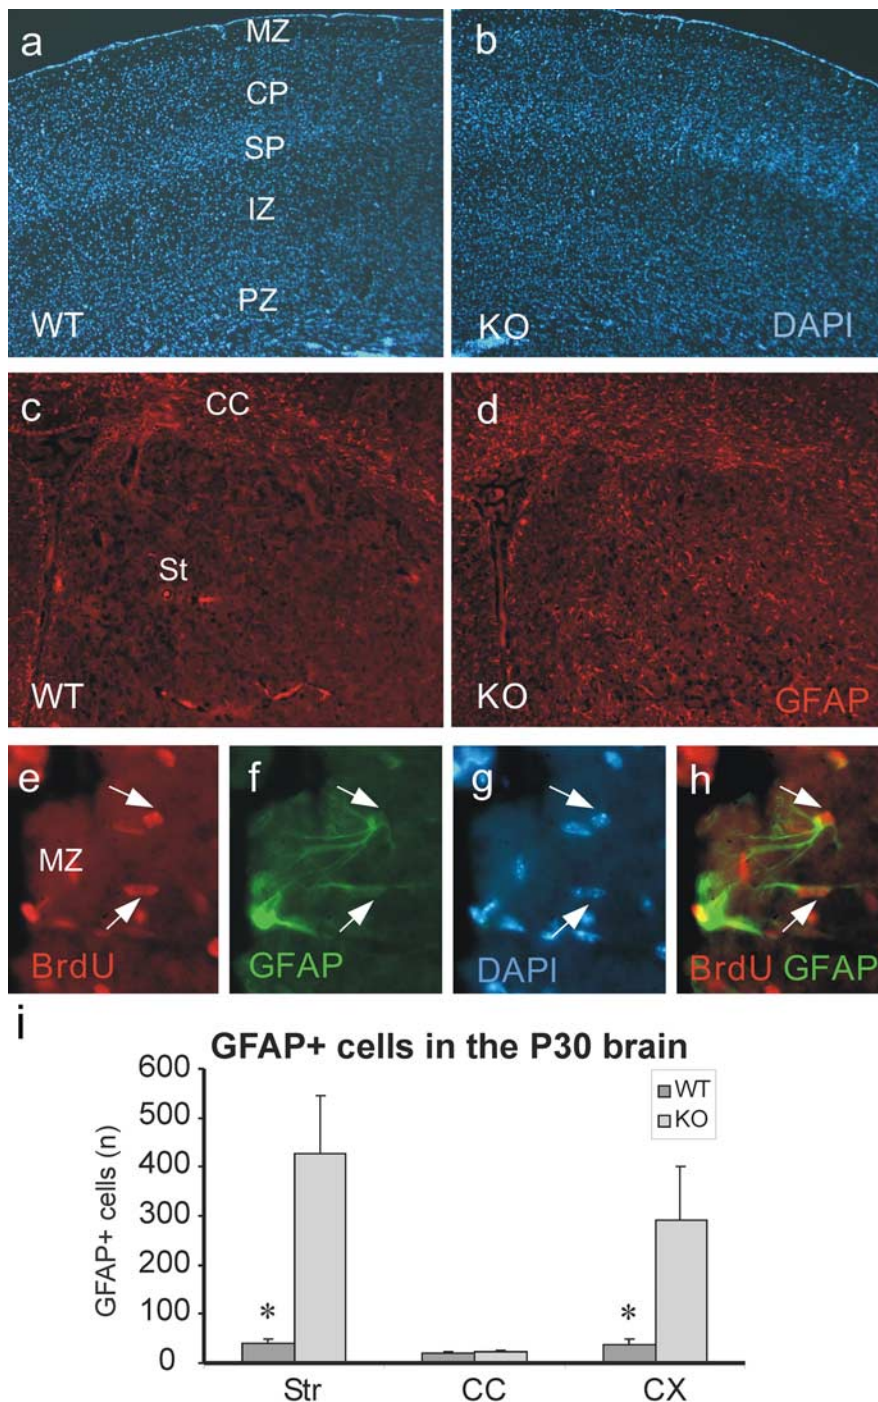 a
MZ
CP
SP
IZ
PZ
WT
b
KO
DAPI
c
CC
St
WT
d
KO
GFAP
e
MZ
BrdU
f
GFAP
g
DAPI
h
BrdU GFAP
i
GFAP+ cells in the P30 brain
GFAP+ cells (n)
600
500
400
300
200
100
0
WT
KO
*
*
Str
CC
CX